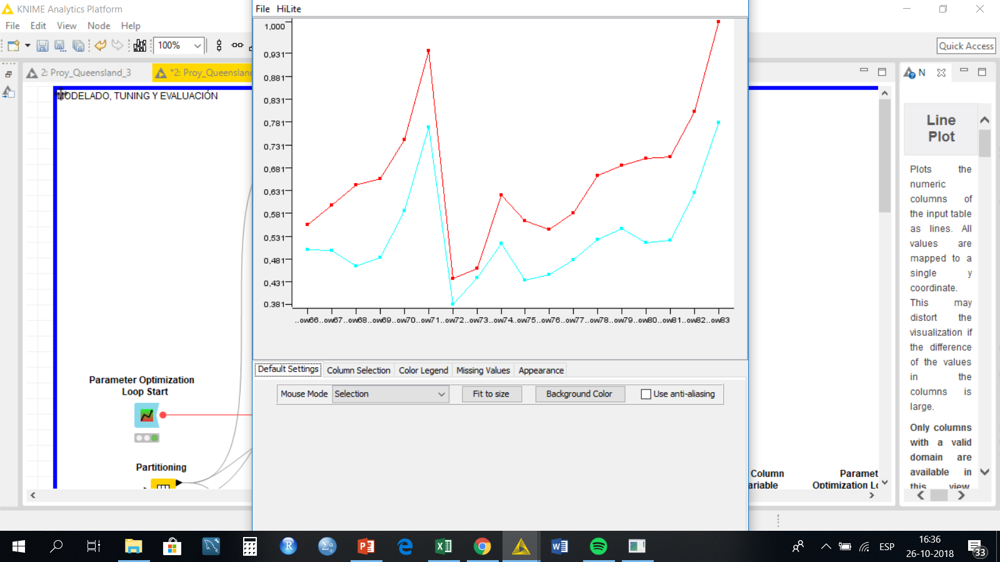 KNIME Analytics Platform
File Edit View Node Help
100%
Quick Access
2: Proy_Queensland_3
*2: Proy_Queensland
MODELADO, TUNING Y EVALUACIÓN
Parameter Optimization
Loop Start
Partitioning
File HiLite
1,000
0,931
0,881
0,831
0,781
0,731
0,681
0,631
0,581
0,531
0,481
0,431
0.381
..ow66..ow67..ow68..ow69..ow70..ow71..ow72..ow73..ow74..ow75..ow76..ow77..ow78..ow79..ow80..ow81..ow82..ow83
Default Settings Column Selection Color Legend Missing Values Appearance
Mouse Mode Selection Fit to size Background Color Use anti-aliasing
Column
ariable
Paramet
Optimization Lo
N
Line
Plot
Plots the
numeric
columns of
the input table
as lines. All
values are
mapped to a
single y
coordinate.
This may
distort the
visualization if
the difference
of the values
in the
columns is
large.
Only columns
with a valid
domain are
available in
this view.
ESP
16:36
26-10-2018
33